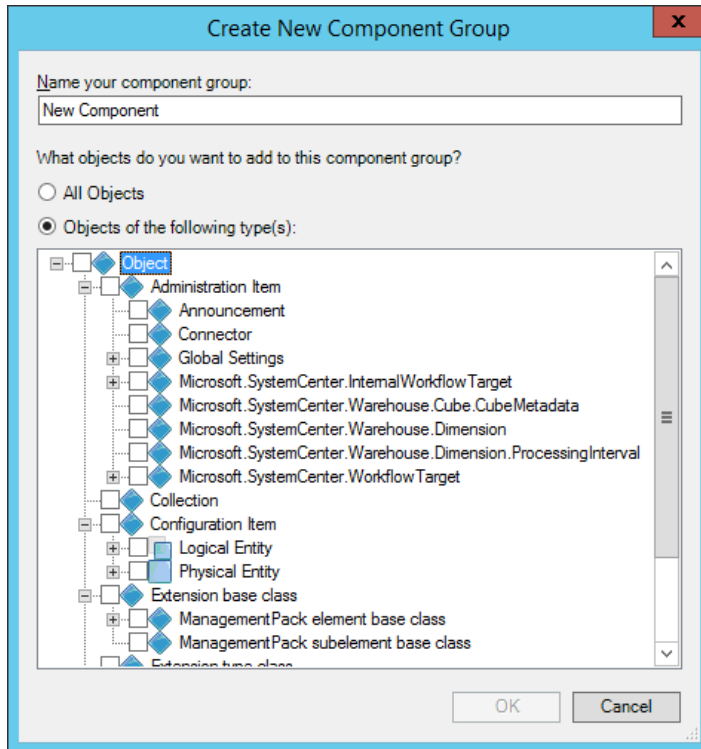 Create New Component Group
x
Name your component group:
New Component
What objects do you want to add to this component group?
All Objects
Objects of the following type(s):
Object
Administration Item
Announcement
Connector
Global Settings
Microsoft.SystemCenter.InternalWorkflowTarget
Microsoft.SystemCenter.Warehouse.Cube.CubeMetadata
Microsoft.SystemCenter.Warehouse.Dimension
Microsoft.SystemCenter.Warehouse.Dimension.ProcessingInterval
Microsoft.SystemCenter.WorkflowTarget
Collection
Configuration Item
Logical Entity
Physical Entity
Extension base class
ManagementPack element base class
ManagementPack subelement base class
Extension type class
OK
Cancel